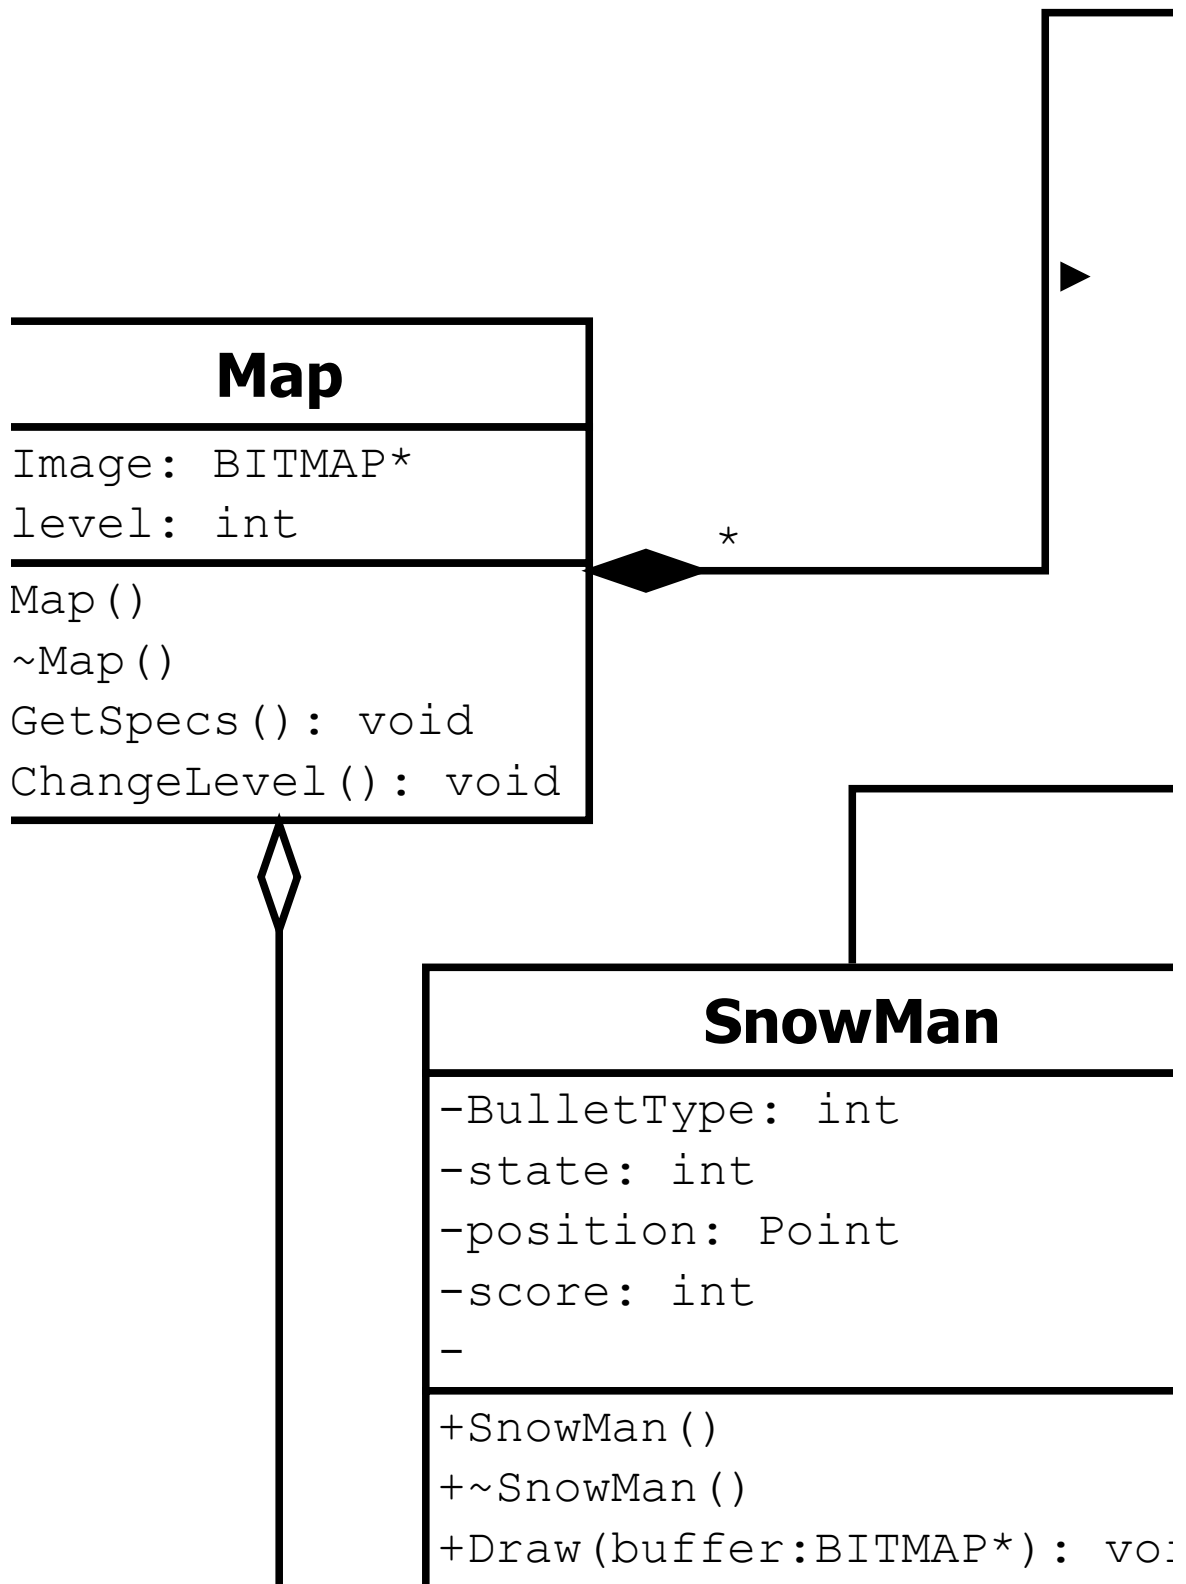 Map
Image: BITMAP*
level: int
*
Map()
~Map()
GetSpecs(): void
ChangeLevel(): void
SnowMan
-BulletType: int
-state: int
-position: Point
-score: int
-
+SnowMan()
+~SnowMan()
+Draw(buffer:BITMAP*):